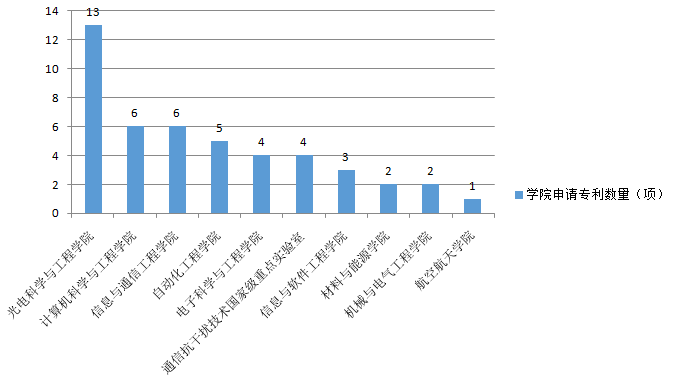 14
12
10
8
6
4
2
0
13
6
6
5
4
4
3
2
2
1
光电科学与工程学院
计算机科学与工程学院
信息与通信工程学院
自动化工程学院
电子科学与工程学院
通信抗干扰技术国家级重点实验室
信息与软件工程学院
材料与能源学院
机械与电气工程学院
航空航天学院
学院申请专利数量（项）